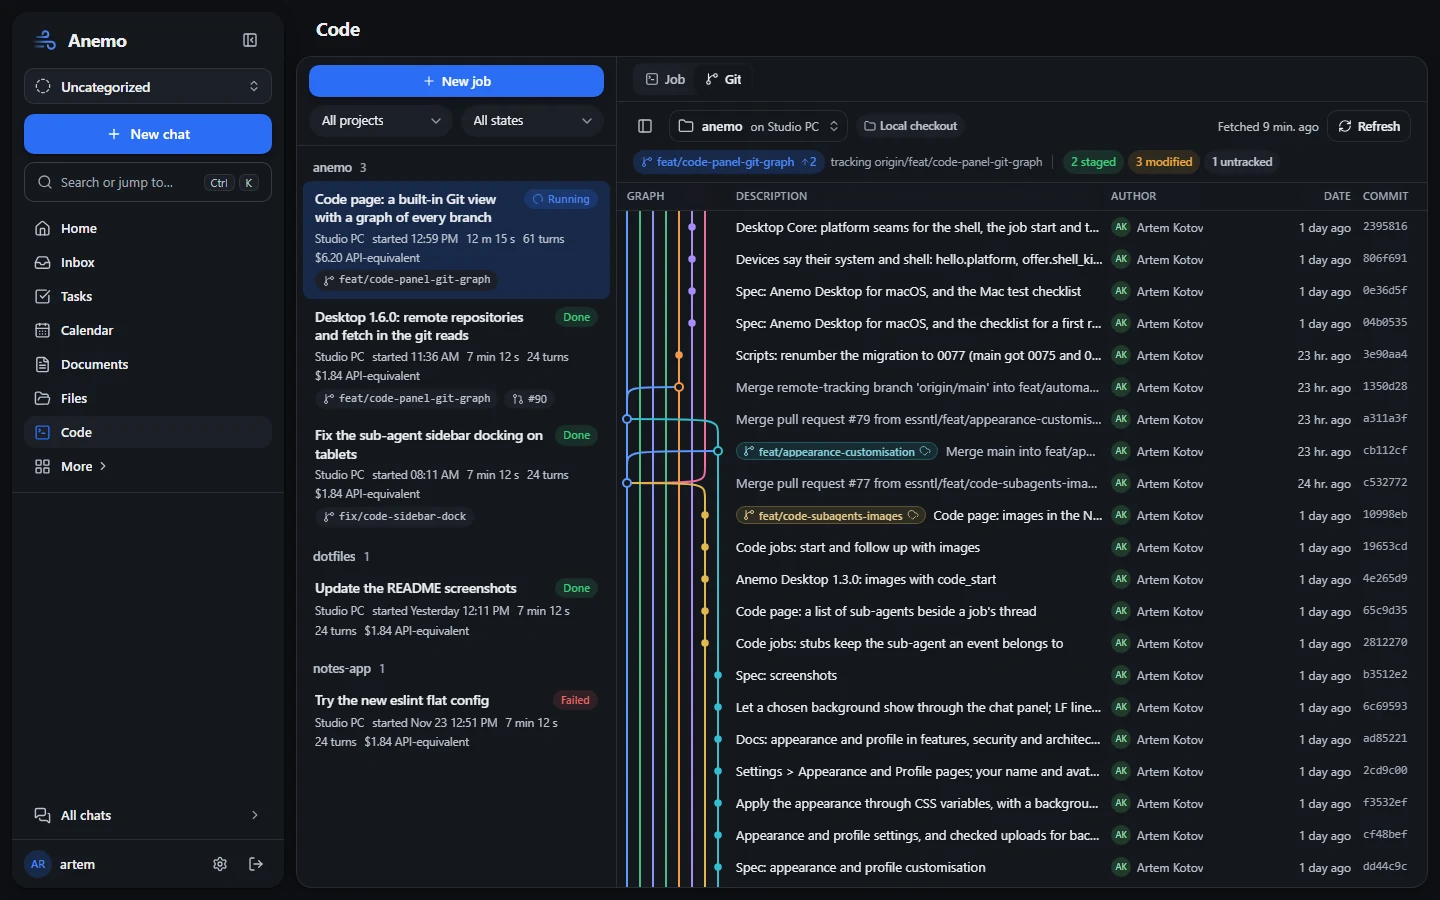 Anemo
Uncategorized
+ New chat
Search or jump to... Ctrl K
Home
Inbox
Tasks
Calendar
Documents
Files
Code
More
All chats
AR artem
Code
+ New job
All projects
All states
anemo 3
Code page: a built-in Git view with a graph of every branch
Running
Studio PC started 12:59 PM 12 m 15 s 61 turns
$6.20 API-equivalent
feat/code-panel-git-graph
Desktop 1.6.0: remote repositories and fetch in the git reads
Done
Studio PC started 11:36 AM 7 min 12 s 24 turns
$1.84 API-equivalent
feat/code-panel-git-graph #90
Fix the sub-agent sidebar docking on tablets
Done
Studio PC started 08:11 AM 7 min 12 s 24 turns
$1.84 API-equivalent
fix/code-sidebar-dock
dotfiles 1
Update the README screenshots
Done
Studio PC started Yesterday 12:11 PM 7 min 12 s
24 turns $1.84 API-equivalent
notes-app 1
Try the new eslint flat config
Failed
Studio PC started Nov 23 12:51 PM 7 min 12 s
24 turns $1.84 API-equivalent
Job Git
anemo on Studio PC Local checkout
Fetched 9 min. ago Refresh
feat/code-panel-git-graph ↑2 tracking origin/feat/code-panel-git-graph 2 staged 3 modified 1 untracked
GRAPH DESCRIPTION AUTHOR DATE COMMIT
Desktop Core: platform seams for the shell, the job start and t... AK Artem Kotov 1 day ago 2395816
Devices say their system and shell: hello.platform, offer.shell_ki... AK Artem Kotov 1 day ago 806f691
Spec: Anemo Desktop for macOS, and the Mac test checklist AK Artem Kotov 1 day ago 0e36d5f
Spec: Anemo Desktop for macOS, and the checklist for a first r... AK Artem Kotov 1 day ago 04b0535
Scripts: renumber the migration to 0077 (main got 0075 and 0... AK Artem Kotov 23 hr. ago 3e90aa4
Merge remote-tracking branch 'origin/main' into feat/automa... AK Artem Kotov 23 hr. ago 1350d28
Merge pull request #79 from essntl/feat/appearance-customis... AK Artem Kotov 23 hr. ago a311a3f
feat/appearance-customisation Merge main into feat/ap... AK Artem Kotov 23 hr. ago cb112cf
Merge pull request #77 from essntl/feat/code-subagents-ima... AK Artem Kotov 24 hr. ago c532772
feat/code-subagents-images Code page: images in the N... AK Artem Kotov 1 day ago 10998eb
Code jobs: start and follow up with images AK Artem Kotov 1 day ago 19653cd
Anemo Desktop 1.3.0: images with code_start AK Artem Kotov 1 day ago 4e265d9
Code page: a list of sub-agents beside a job's thread AK Artem Kotov 1 day ago 65c9d35
Code jobs: stubs keep the sub-agent an event belongs to AK Artem Kotov 1 day ago 2812270
Spec: screenshots AK Artem Kotov 1 day ago b3512e2
Let a chosen background show through the chat panel; LF line... AK Artem Kotov 1 day ago 6c69593
Docs: appearance and profile in features, security and architec... AK Artem Kotov 1 day ago ad85221
Settings > Appearance and Profile pages; your name and avat... AK Artem Kotov 1 day ago 2cd9c00
Apply the appearance through CSS variables, with a backgrou... AK Artem Kotov 1 day ago f3532ef
Appearance and profile settings, and checked uploads for bac... AK Artem Kotov 1 day ago cf48bef
Spec: appearance and profile customisation AK Artem Kotov 1 day ago dd44c9c